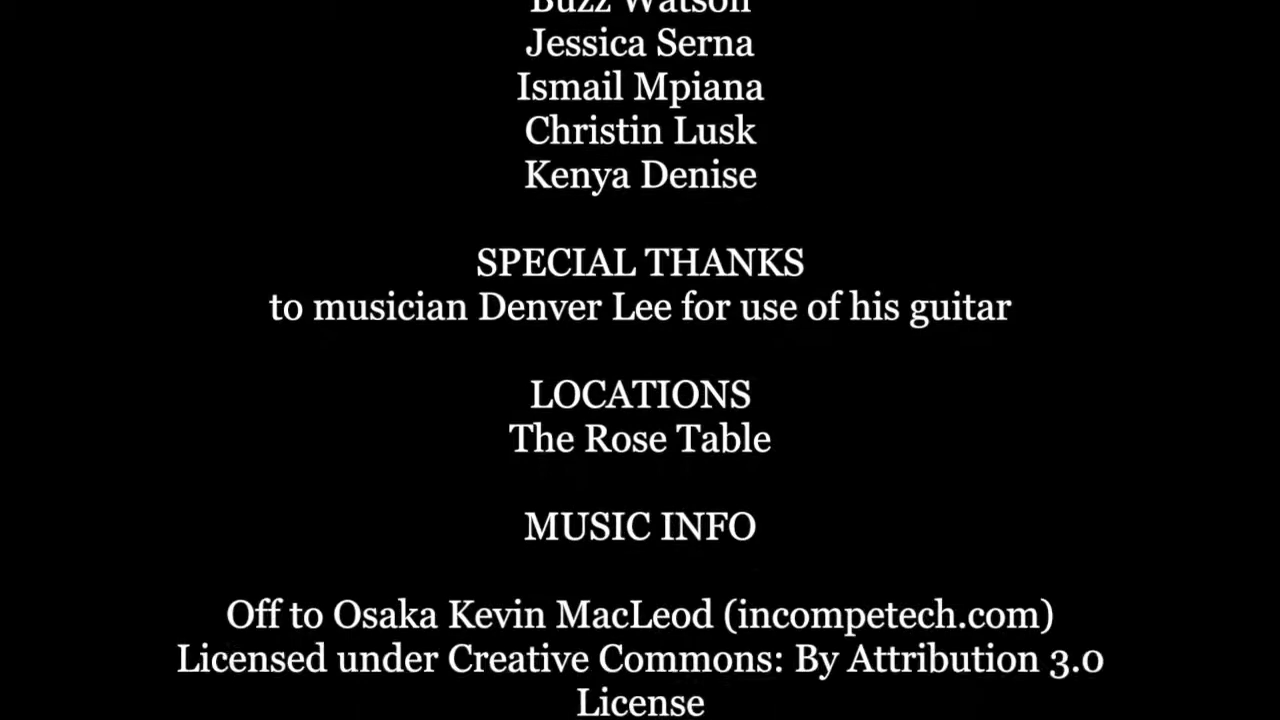 Buzz Watson
Jessica Serna
Ismail Mpiana
Christin Lusk
Kenya Denise
SPECIAL THANKS
to musician Denver Lee for use of his guitar
LOCATIONS
The Rose Table
MUSIC INFO
Off to Osaka Kevin MacLeod (incompetech.com)
Licensed under Creative Commons: By Attribution 3.0
License